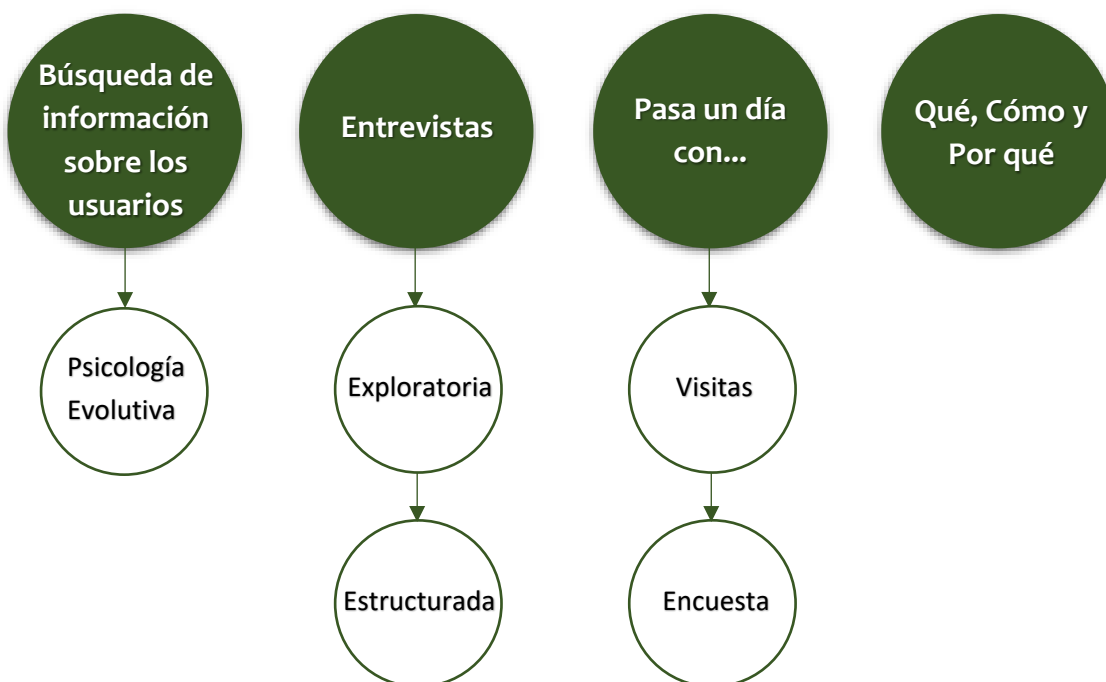 Búsqueda de
información
sobre los
usuarios
Entrevistas
Pasa un día
con...
Qué, Cómo y
Por qué
Psicología
Evolutiva
Exploratoria
Visitas
Estructurada
Encuesta